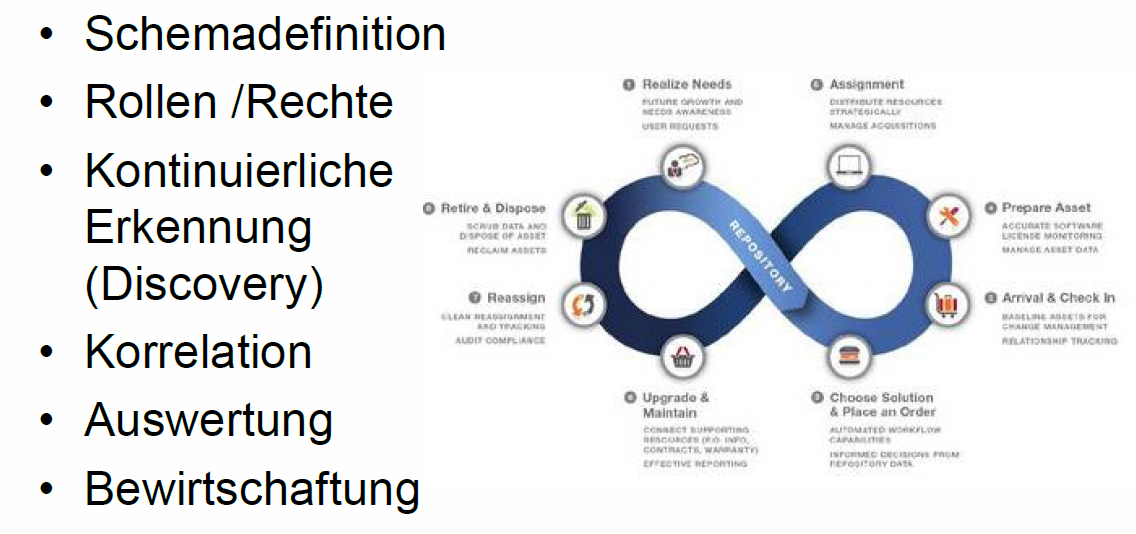 • Schemadefinition
• Rollen /Rechte
• Kontinuierliche
Erkennung
(Discovery)
• Korrelation
• Auswertung
• Bewirtschaftung
1 Realize Needs
FUTURE GROWTH AND
NEEDS AWARENESS
USER REQUESTS
Assignment
DISTRIBUTE RESOURCES
STRATEGICALLY
MANAGE ACQUISITIONS
Retire & Dispose
SCRUB DATA AND
DISPOSE OF ASSET
RECLAIM ASSETS
Prepare Asset
ACCURATE SOFTWARE
LICENSE MONITORING
MANAGE ASSET DATA
REPOSITORY
7 Reassign
CLEAN REASSIGNMENT
AND TRACKING
AUDIT COMPLIANCE
Arrival & Check In
BASELINE ASSETS FOR
CHANGE MANAGEMENT
RELATIONSHIP TRACKING
Upgrade &
Maintain
CONNECT SUPPORTING
RESOURCES (P.O. INFO,
CONTRACTS, WARRANTY)
EFFECTIVE REPORTING
Choose Solution
& Place an Order
AUTOMATED WORKFLOW
CAPABILITIES
INFORMED DECISIONS FROM
REPOSITORY DATA